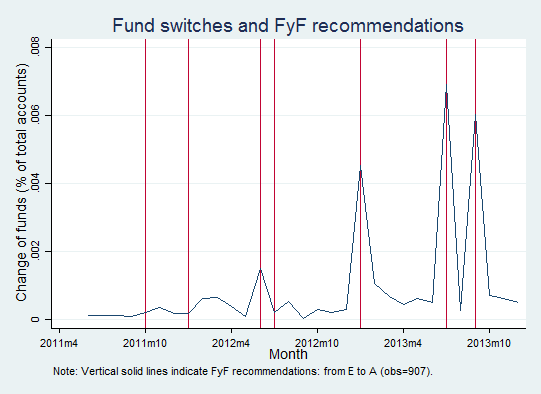 Fund switches and FyF recommendations
Change of funds (% of total accounts)
.008
.006
.004
.002
0
2011m4 2011m10 2012m4 2012m10 2013m4 2013m10
Month
Note: Vertical solid lines indicate FyF recommendations: from E to A (obs=907).